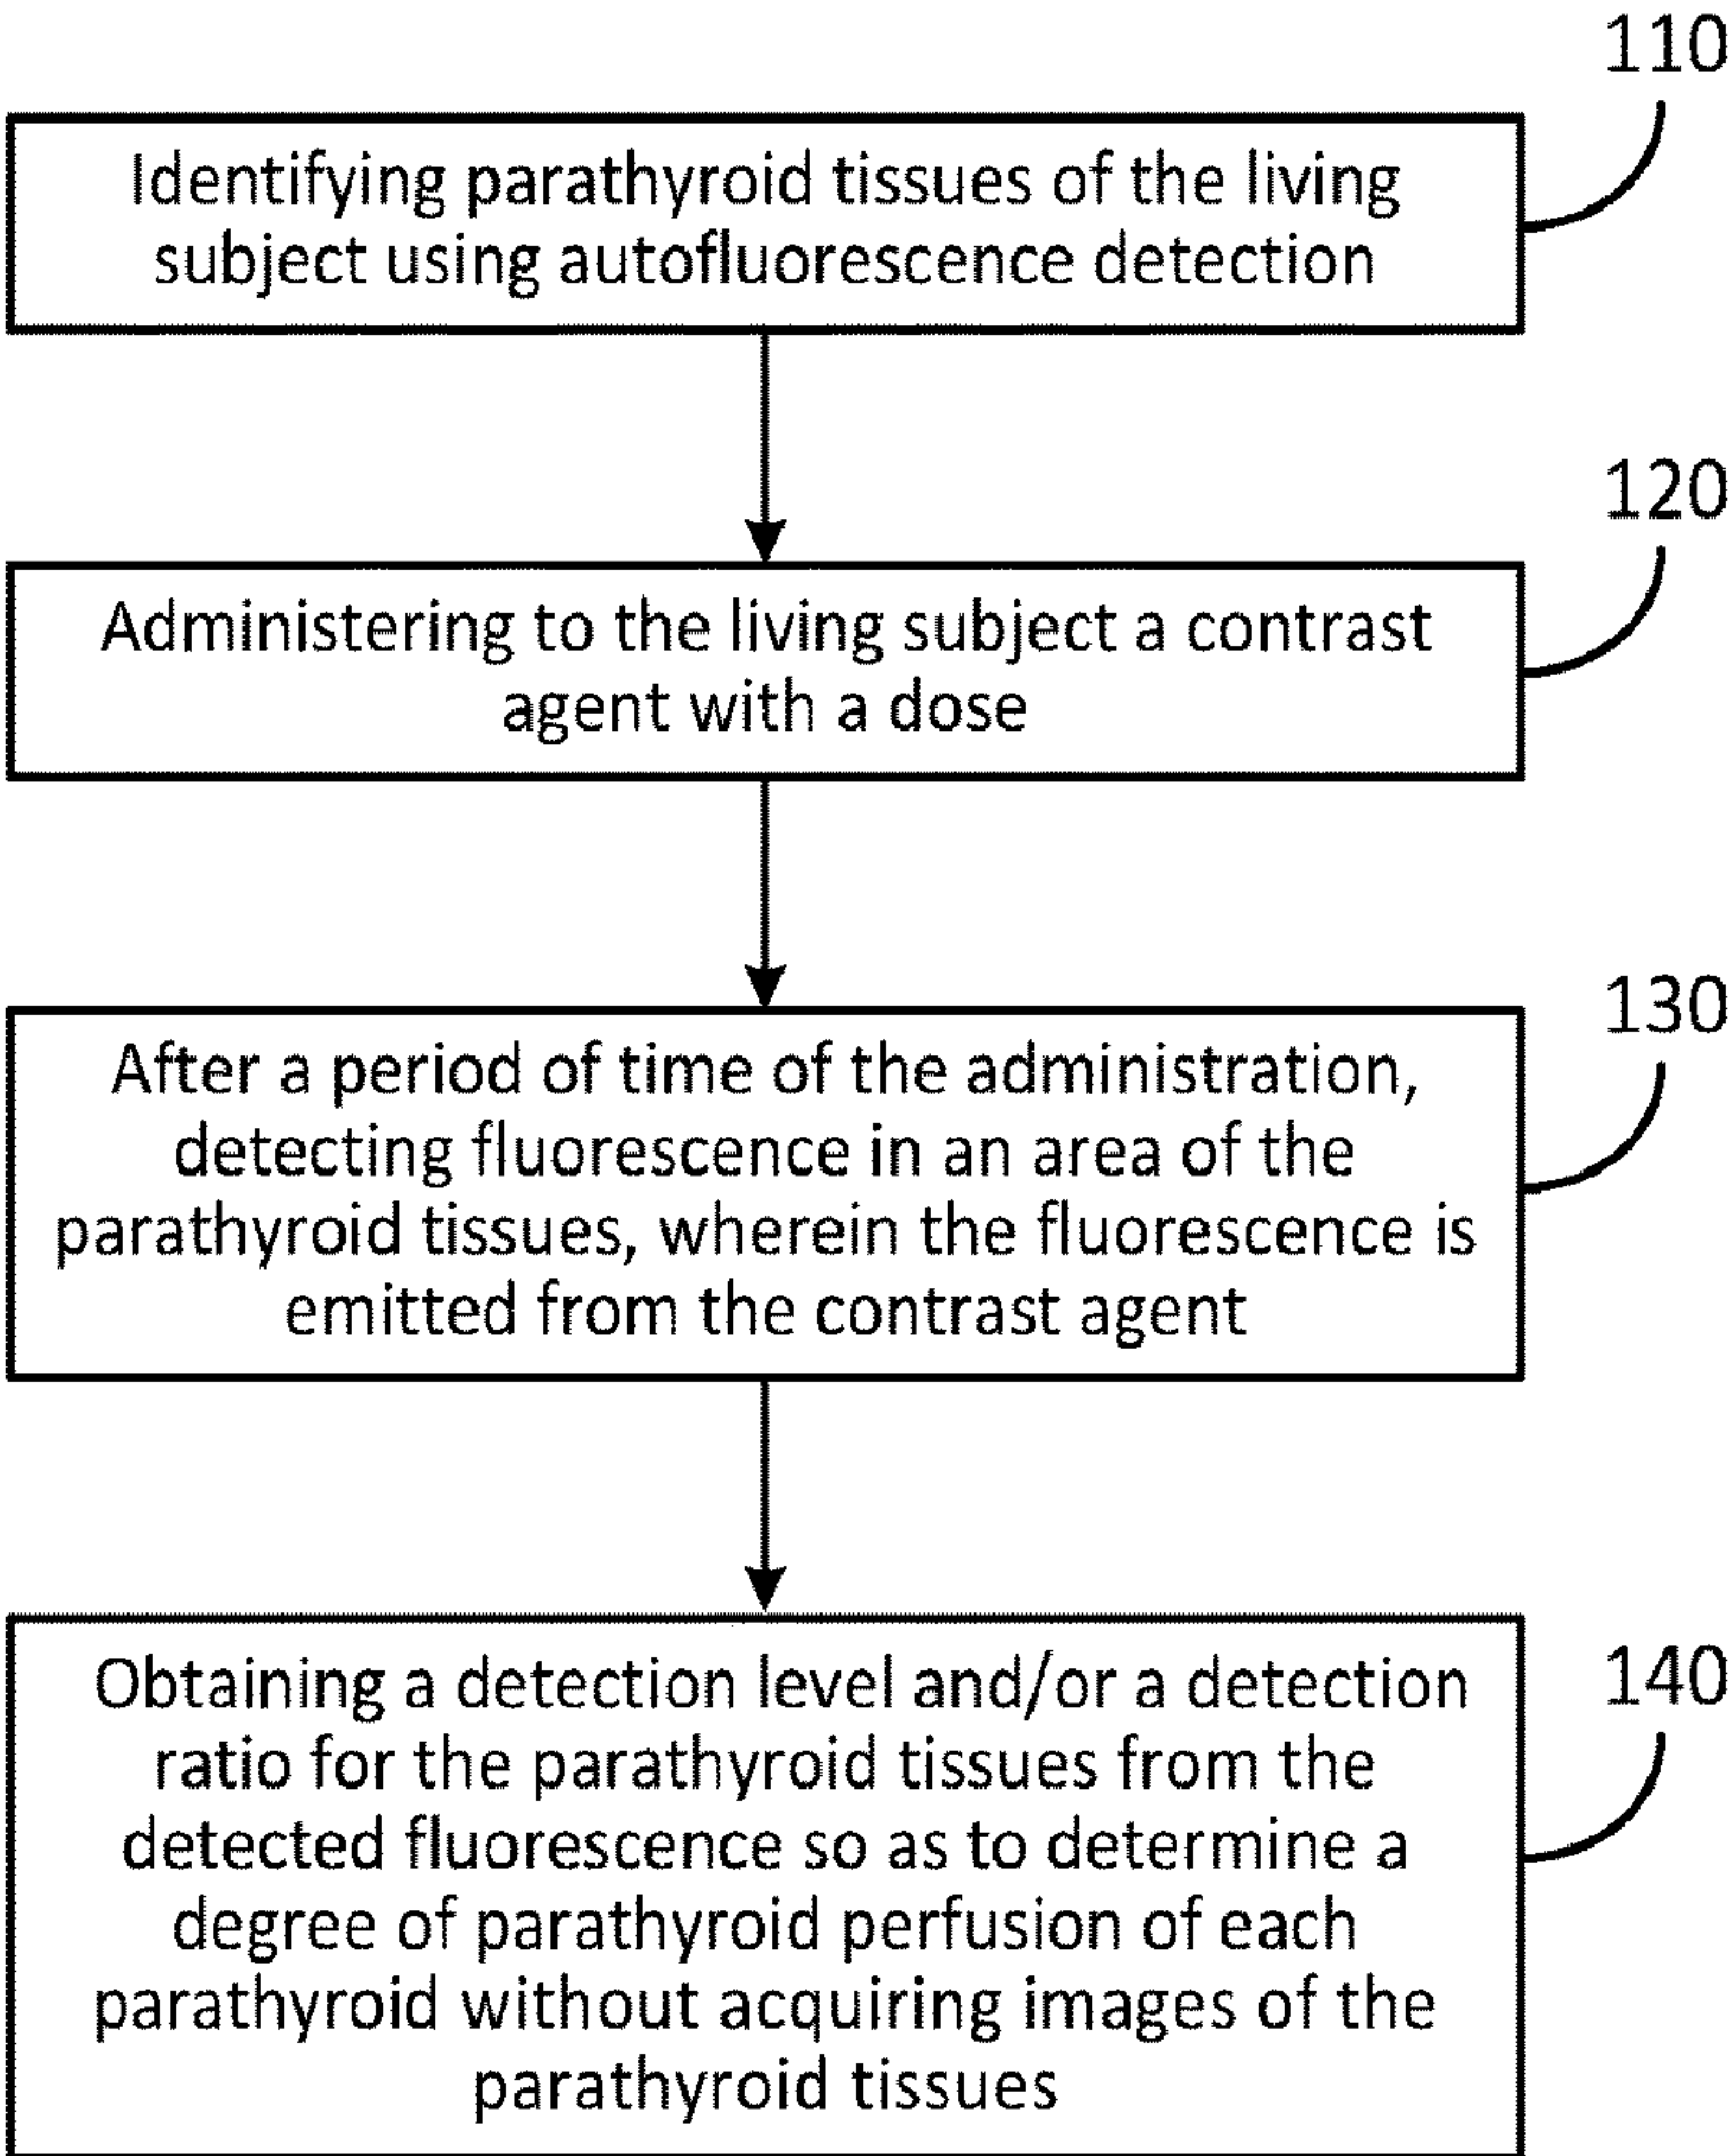 110
Identifying parathyroid tissues of the living
subject using autofluorescence detection
120
Administering to the living subject a contrast
agent with a dose
130
After a period of time of the administration,
detecting fluorescence in an area of the
parathyroid tissues, wherein the fluorescence is
emitted from the contrast agent
140
Obtaining a detection level and/or a detection
ratio for the parathyroid tissues from the
detected fluorescence so as to determine a
degree of parathyroid perfusion of each
parathyroid without acquiring images of the
parathyroid tissues